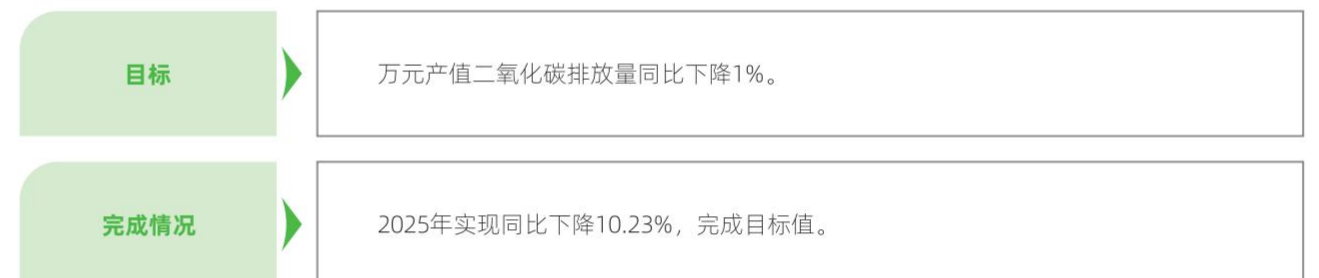 目标
万元产值二氧化碳排放量同比下降1%。
完成情况
2025年实现同比下降10.23%，完成目标值。